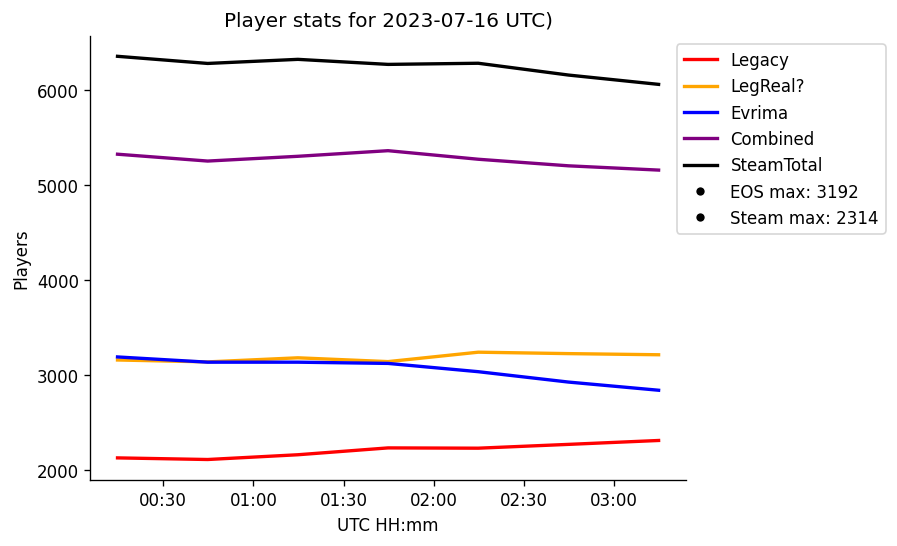 Player stats for 2023-07-16 UTC)
Legacy
LegReal?
Evrima
Combined
SteamTotal
EOS max: 3192
Steam max: 2314
Players
6000
5000
4000
3000
2000
00:30 01:00 01:30 02:00 02:30 03:00
UTC HH:mm